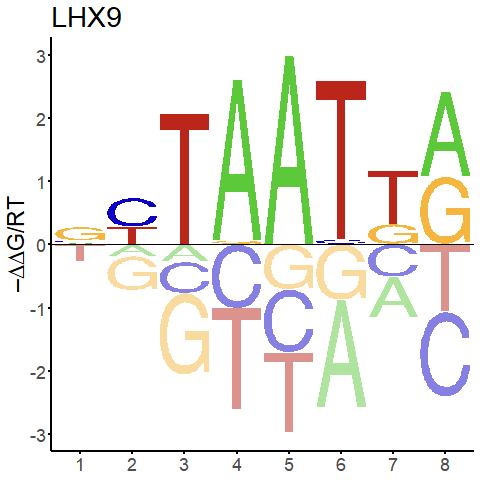 LHX9
−ΔΔG/RT
3
2
1
0
-1
-2
-3
G C T A A T T A
T G G
T A A C G G C T
G C G T C A A C
T
1 2 3 4 5 6 7 8